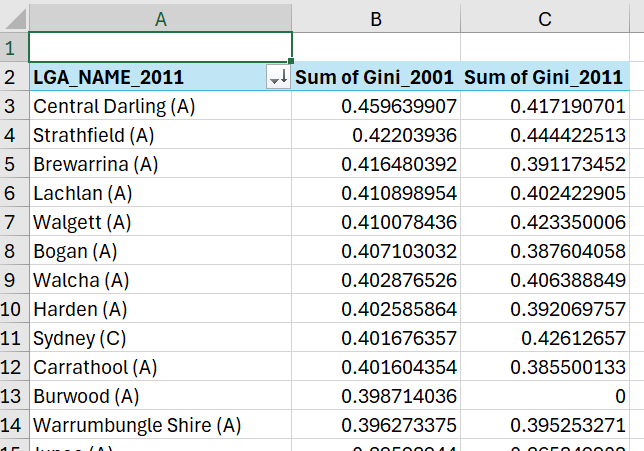 A B C
1
2 LGA_NAME_2011 Sum of Gini_2001 Sum of Gini_2011
3 Central Darling (A) 0.459639907 0.417190701
4 Strathfield (A) 0.42203936 0.444422513
5 Brewarrina (A) 0.416480392 0.391173452
6 Lachlan (A) 0.410898954 0.402422905
7 Walgett (A) 0.410078436 0.423350006
8 Bogan (A) 0.407103032 0.387604058
9 Walcha (A) 0.402876526 0.406388849
10 Harden (A) 0.402585864 0.392069757
11 Sydney (C) 0.401676357 0.42612657
12 Carrathool (A) 0.401604354 0.385500133
13 Burwood (A) 0.398714036 0
14 Warrumbungle Shire (A) 0.396273375 0.395253271